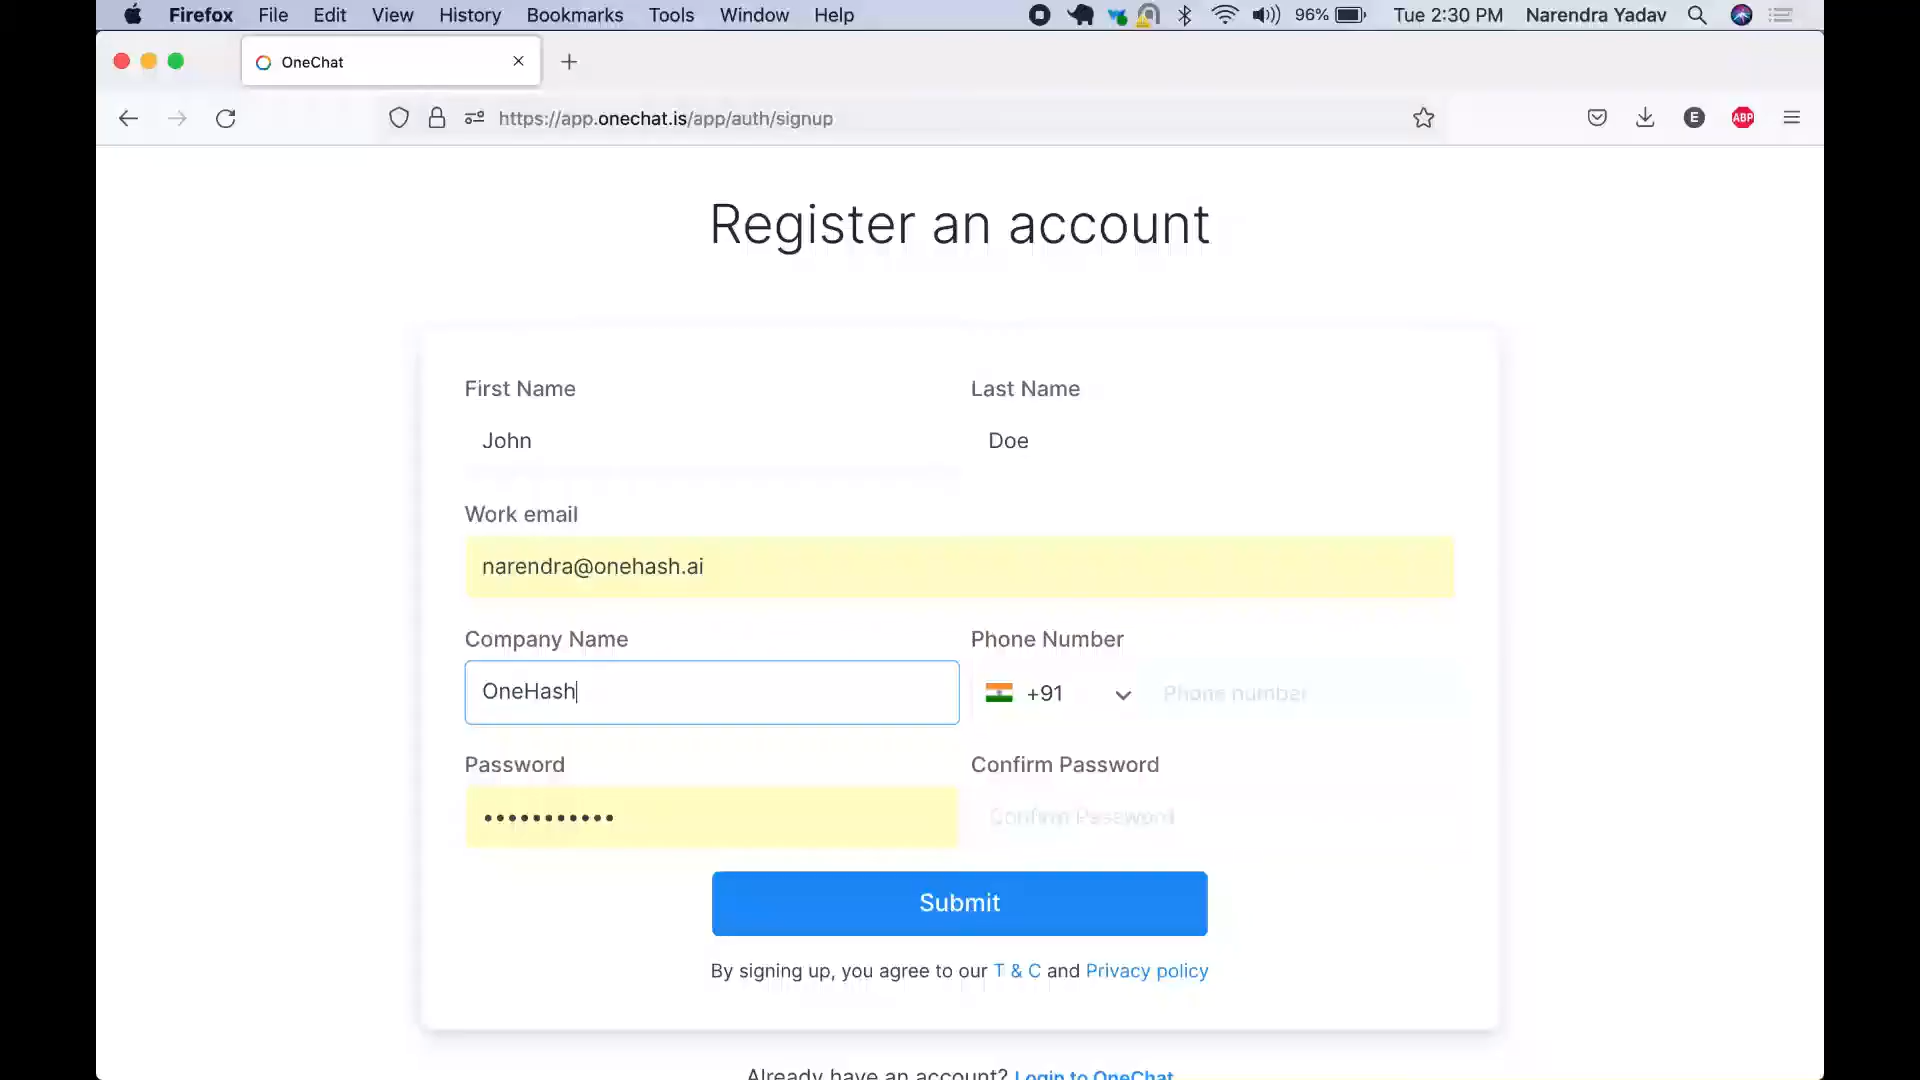 Firefox File Edit View History Bookmarks Tools Window Help 96% Tue 2:30 PM Narendra Yadav
OneChat
https://app.onechat.is/app/auth/signup E ABP
Register an account
First Name Last Name
John Doe
Work email
narendra@onehash.ai
Company Name Phone Number
OneHash +91 Phone number
Password Confirm Password
••••••••••• Confirm Password
Submit
By signing up, you agree to our T & C and Privacy policy
Already have an account? Login to OneChat